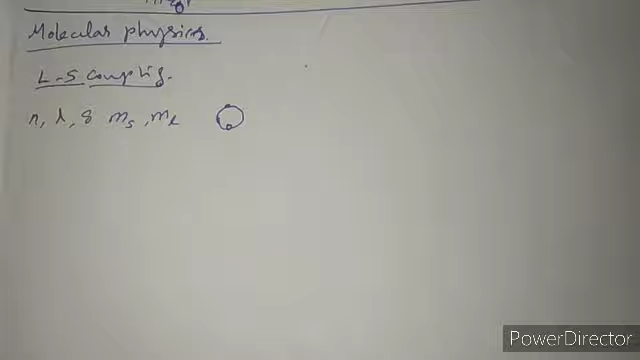 Molecular physics.
L-S coupling.
n, l, s ms, ml
PowerDirector